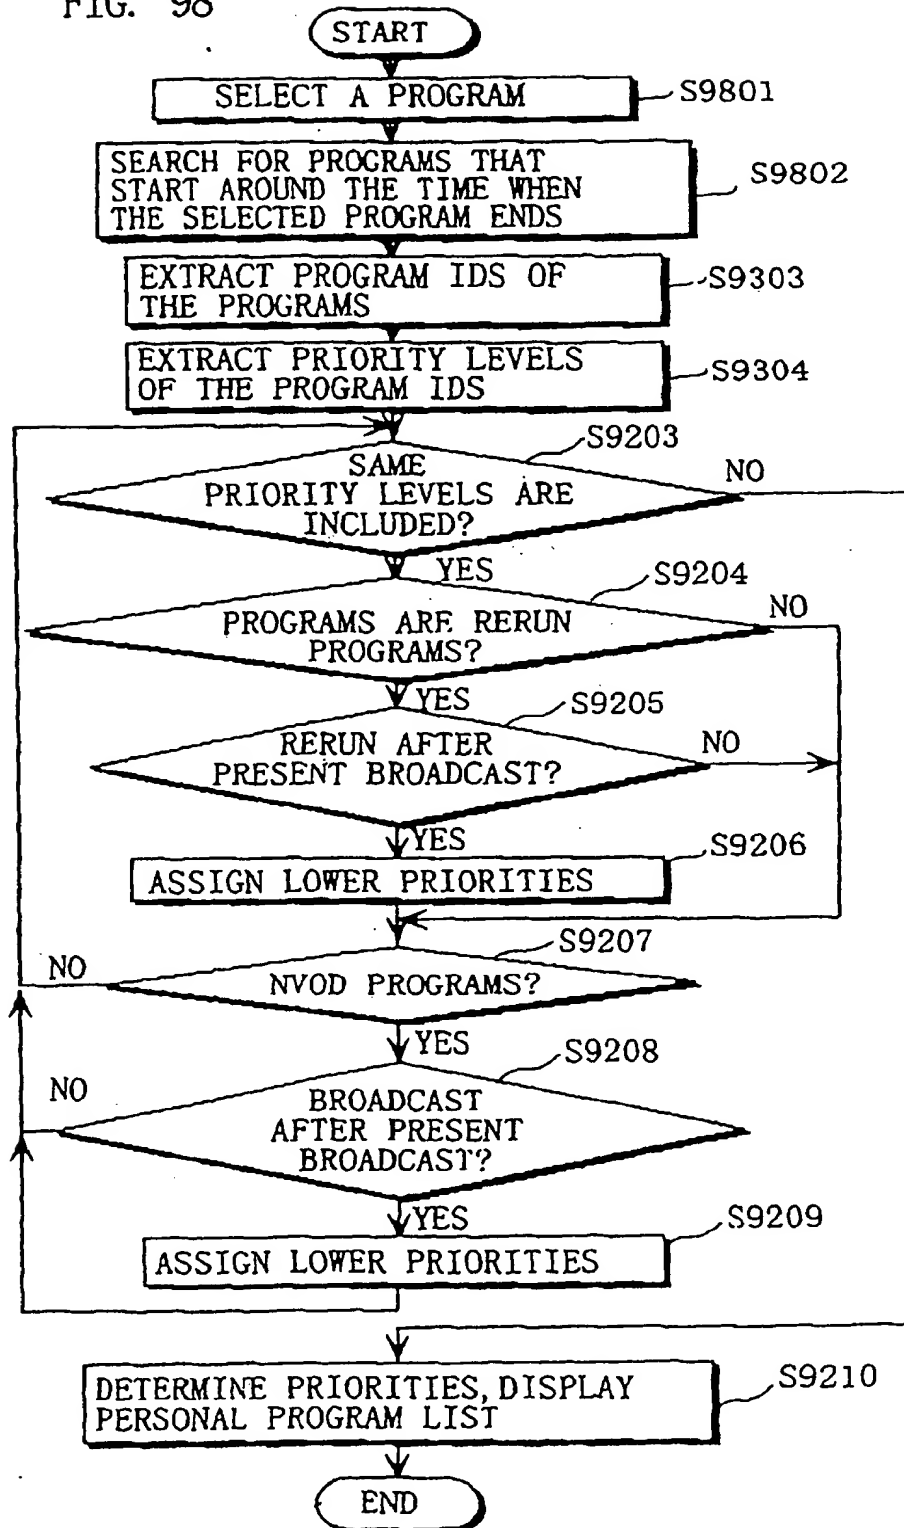 FIG. 98
START
SELECT A PROGRAM
S9801
SEARCH FOR PROGRAMS THAT
START AROUND THE TIME WHEN
THE SELECTED PROGRAM ENDS
S9802
EXTRACT PROGRAM IDS OF
THE PROGRAMS
S9303
EXTRACT PRIORITY LEVELS
OF THE PROGRAM IDS
S9304
S9203
SAME
PRIORITY LEVELS ARE
INCLUDED?
NO
YES
S9204
PROGRAMS ARE RERUN
PROGRAMS?
NO
YES
S9205
RERUN AFTER
PRESENT BROADCAST?
NO
YES
S9206
ASSIGN LOWER PRIORITIES
S9207
NO
NVOD PROGRAMS?
YES
S9208
NO
BROADCAST
AFTER PRESENT
BROADCAST?
YES
S9209
ASSIGN LOWER PRIORITIES
S9210
DETERMINE PRIORITIES, DISPLAY
PERSONAL PROGRAM LIST
END